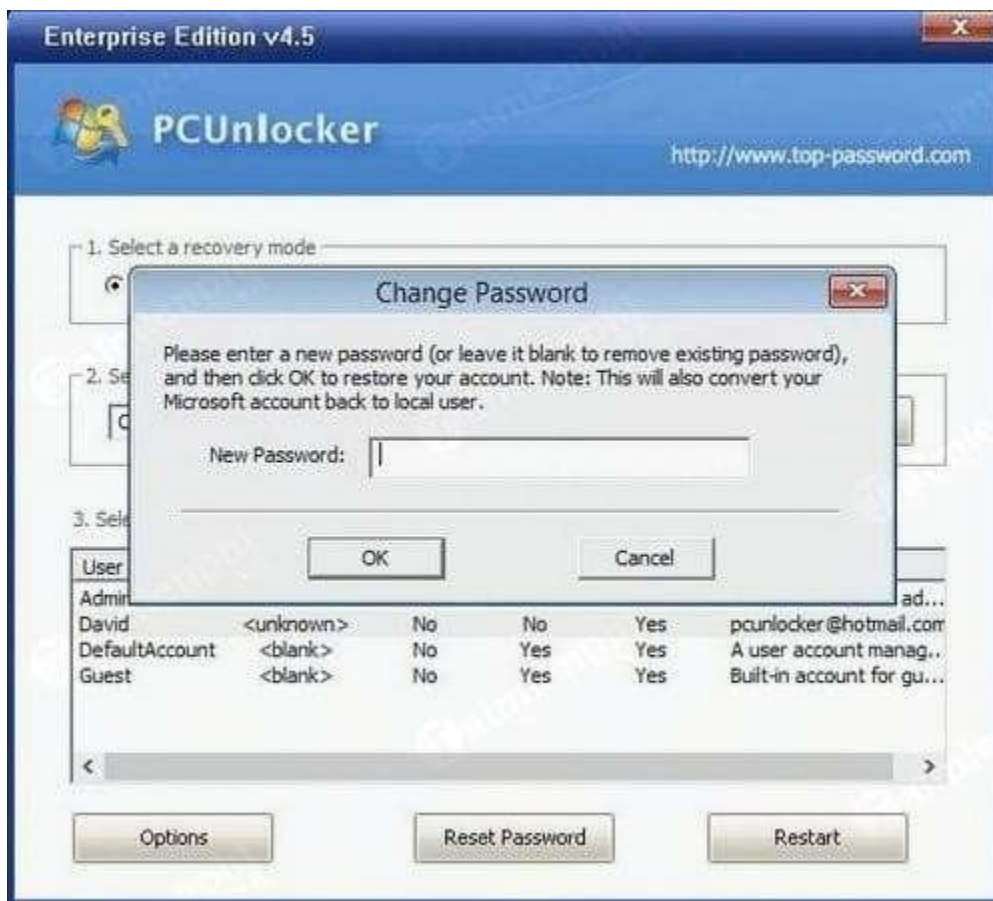 Enterprise Edition v4.5
PCUnlocker
http://www.top-password.com
1. Select a recovery mode
Change Password
Please enter a new password (or leave it blank to remove existing password),
and then click OK to restore your account. Note: This will also convert your
Microsoft account back to local user.
2. Se
New Password:
3. Sele
OK Cancel
User
Admin ad...
David <unknown> No No Yes pcunlocker@hotmail.com
DefaultAccount <blank> No Yes Yes A user account manag..
Guest <blank> No Yes Yes Built-in account for gu...
Options Reset Password Restart